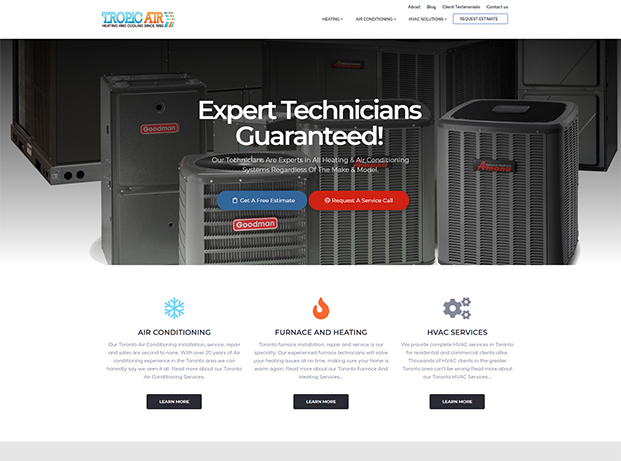 About Blog Client Testimonials Contact us
TROPIC AIR
HEATING AND COOLING SINCE 1992
HEATING AIR CONDITIONING HVAC SOLUTIONS REQUEST ESTIMATE
Expert Technicians
Guaranteed!
Our Technicians Are Experts in All Heating & Air Conditioning
Systems Regardless Of The Make & Model.
Get A Free Estimate Request A Service Call
Goodman
Goodman
Amana
Amana
AIR CONDITIONING
Our Toronto Air Conditioning installation, service, repair
and sales are second to none. With over 20 years of Air
conditioning experience in the Toronto area we can
honestly say we seen it all. Read more about our Toronto
Air Conditioning Services.
LEARN MORE
FURNACE AND HEATING
Toronto furnace installation, repair and service is our
specialty. Our experienced furnace technicians will solve
your heating issues at no time, making sure your home is
warm again. Read more about our Toronto Furnace And
Heating Services...
LEARN MORE
HVAC SERVICES
We provide complete HVAC services in Toronto
for residential and commercial clients alike.
Thousands of HVAC clients in the greater
Toronto area can't be wrong Read more about
our Toronto HVAC Services...
LEARN MORE